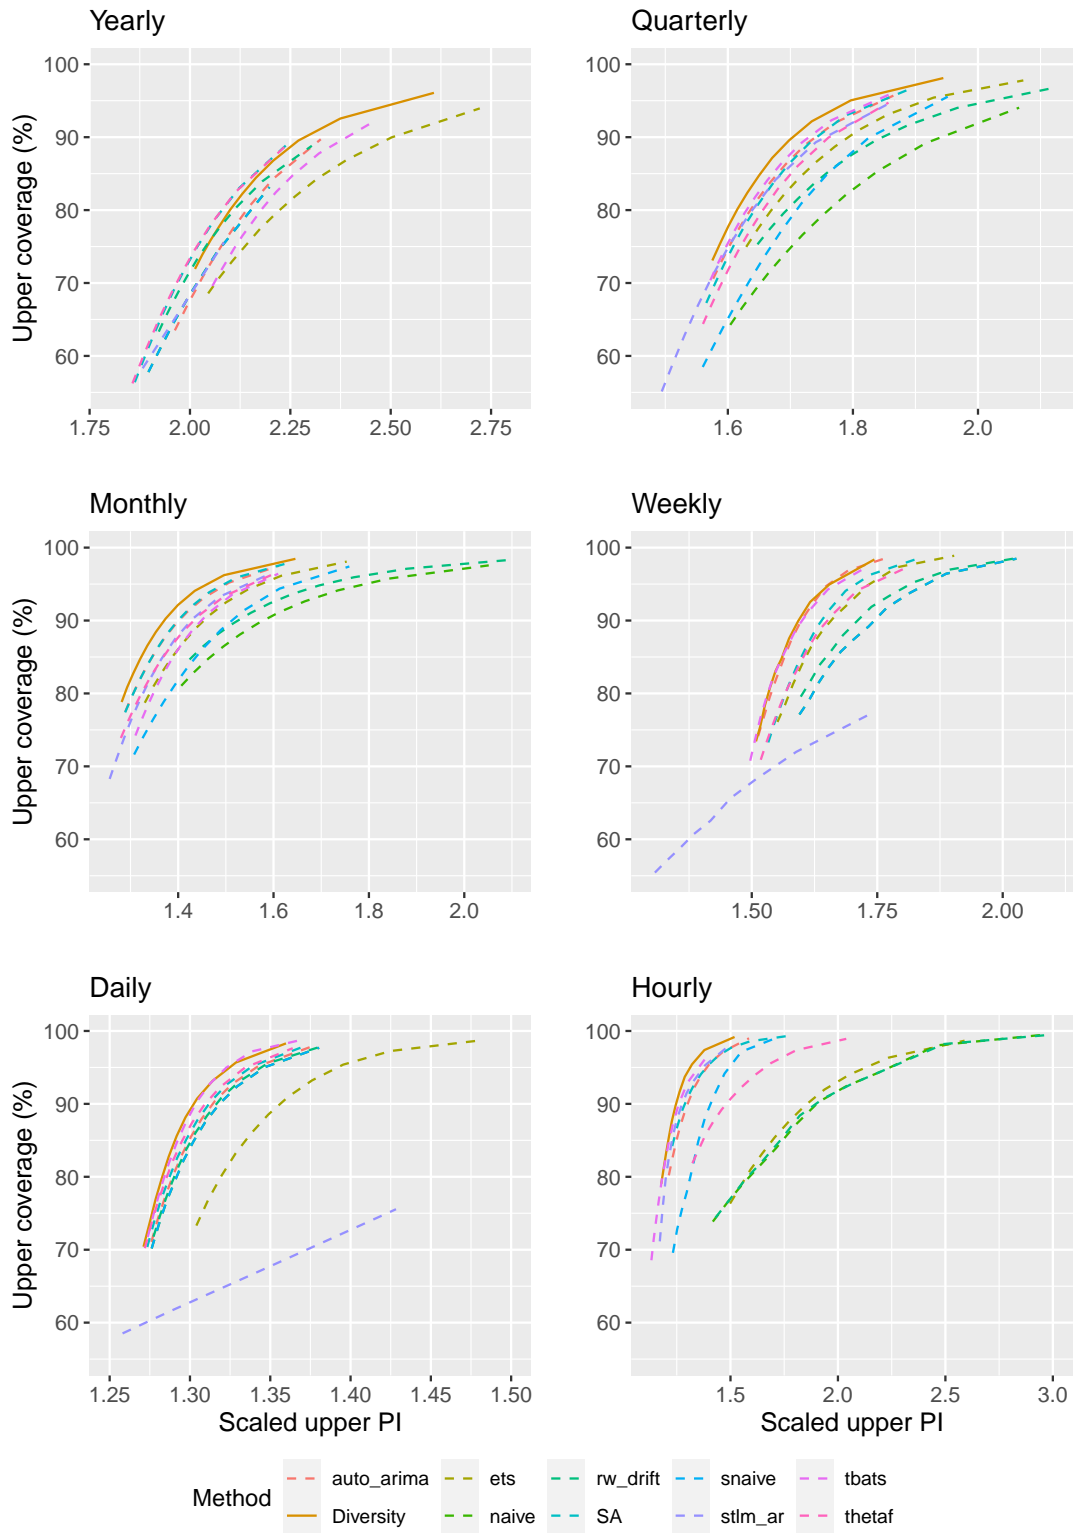 Yearly
Quarterly
Upper coverage (%)
100
90
80
70
60
1.75
2.00
2.25
2.50
2.75
100
90
80
70
60
1.6
1.8
2.0
Monthly
Weekly
Upper coverage (%)
100
90
80
70
60
1.4
1.6
1.8
2.0
100
90
80
70
60
1.50
1.75
2.00
Daily
Hourly
Upper coverage (%)
100
90
80
70
60
1.25
1.30
1.35
1.40
1.45
1.50
Scaled upper PI
100
90
80
70
60
1.5
2.0
2.5
3.0
Scaled upper PI
Method
auto_arima
ets
rw_drift
snaive
tbats
Diversity
naive
SA
stlm_ar
thetaf